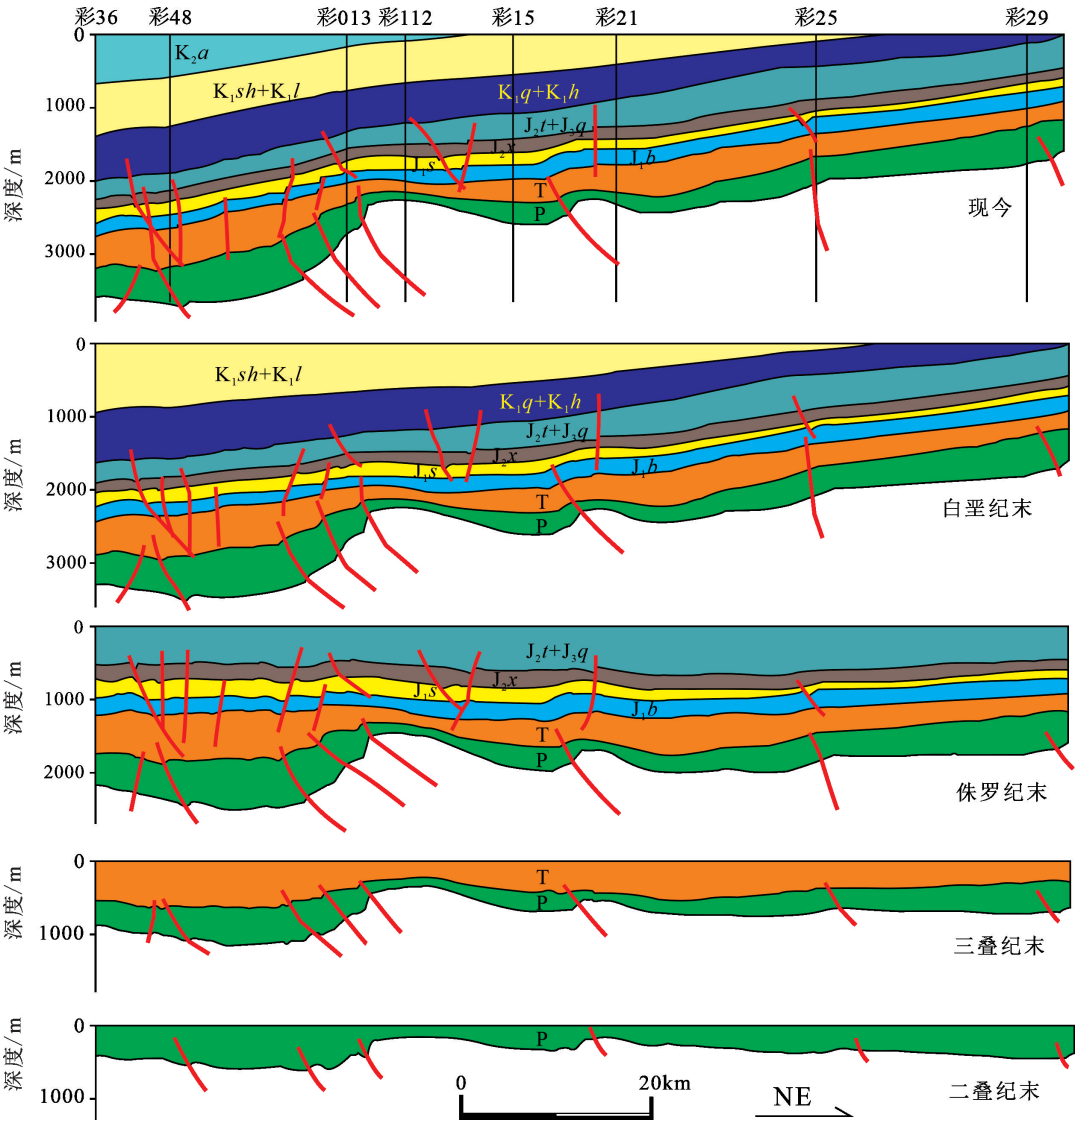 彩36 彩48 彩013 彩112 彩15 彩21 彩25 彩29
0
K₂a
K₁sh+K₁l
K₁q+K₁h
1000
J₂t+J₃q
J₂x
J₁s
J₁b
2000
T
P
现今
3000
深度/m
0
K₁sh+K₁l
K₁q+K₁h
1000
J₂t+J₃q
J₂x
J₁s
J₁b
2000
T
P
白垩纪末
3000
深度/m
0
J₂t+J₃q
J₂x
J₁s
1000
J₁b
T
P
2000
侏罗纪末
深度/m
0
T
P
1000
三叠纪末
深度/m
0
P
1000
二叠纪末
深度/m
0 20km
NE